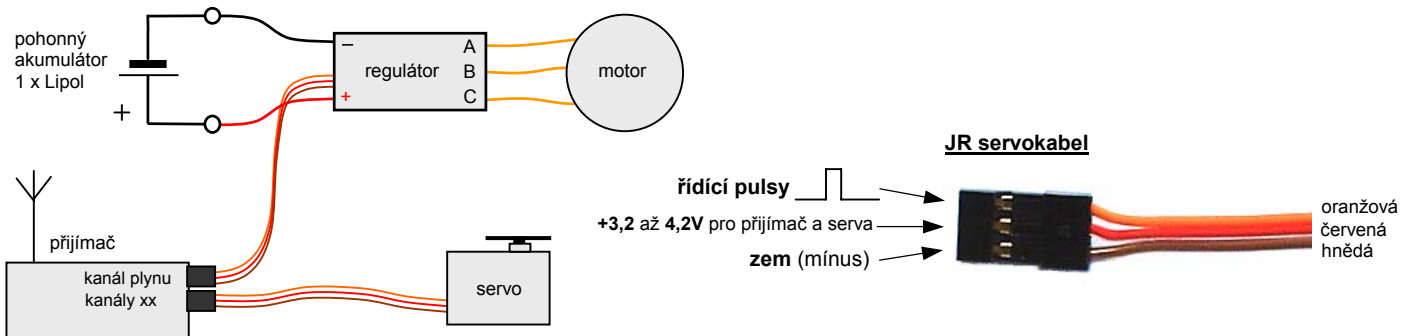 pohonný
akumulátor
1 x Lipol
+
−
regulátor
+
A
B
C
motor
přijímač
kanál plynu
kanály xx
servo
JR servokabel
řídící pulsy
+3,2 až 4,2V pro přijímač a serva
zem (mínus)
oranžová
červená
hnědá